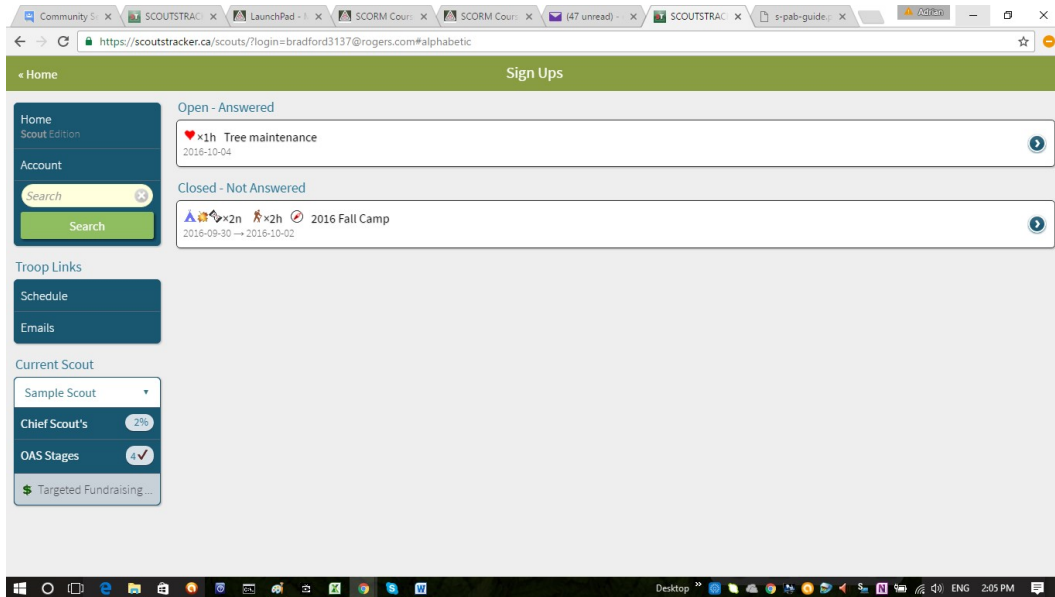 Community S
SCOUTSTRAC
LaunchPad -
SCORM Cour
SCORM Cour
(47 unread) -
SCOUTSTRAC
s-pab-guide.p
Adrian
https://scoutstracker.ca/scouts/?login=bradford3137@rogers.com#alphabetic
« Home
Sign Ups
Home
Scout Edition
Account
Search
Search
Troop Links
Schedule
Emails
Current Scout
Sample Scout
Chief Scout's 2%
OAS Stages 4✓
$ Targeted Fundraising...
Open - Answered
×1h Tree maintenance
2016-10-04
Closed - Not Answered
×2n ×2h 2016 Fall Camp
2016-09-30 → 2016-10-02
Desktop » ENG 2:05 PM